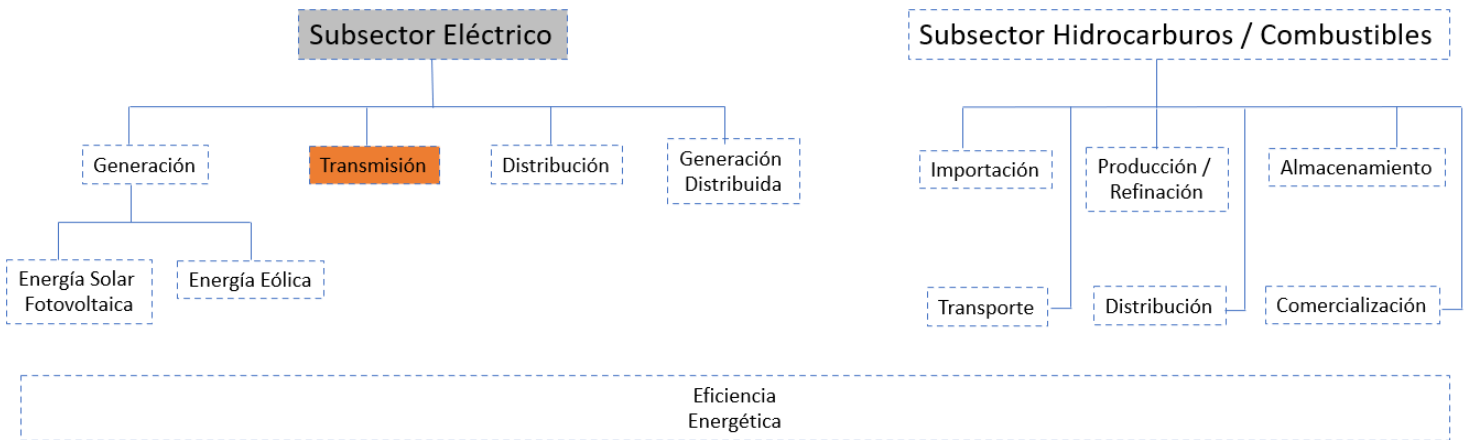 Subsector Eléctrico
Subsector Hidrocarburos / Combustibles
Generación
Transmisión
Distribución
Generación
Distribuida
Importación
Producción /
Refinación
Almacenamiento
Energía Solar
Fotovoltaica
Energía Eólica
Transporte
Distribución
Comercialización
Eficiencia
Energética